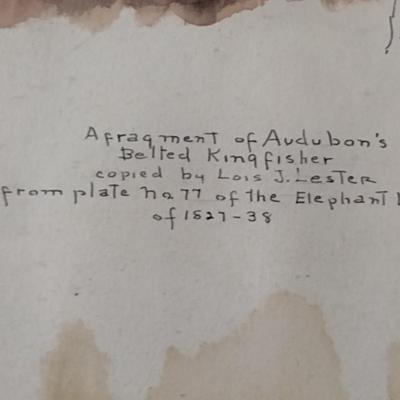 A fragment of Audubon's
Belted Kingfisher
copied by Lois J. Lester
from plate no 77 of the Elephant
of 1827-38